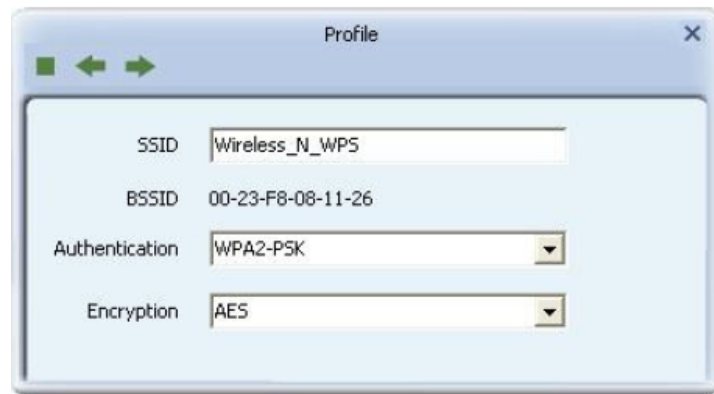 Profile
SSID Wireless_N_WPS
BSSID 00-23-F8-08-11-26
Authentication WPA2-PSK
Encryption AES